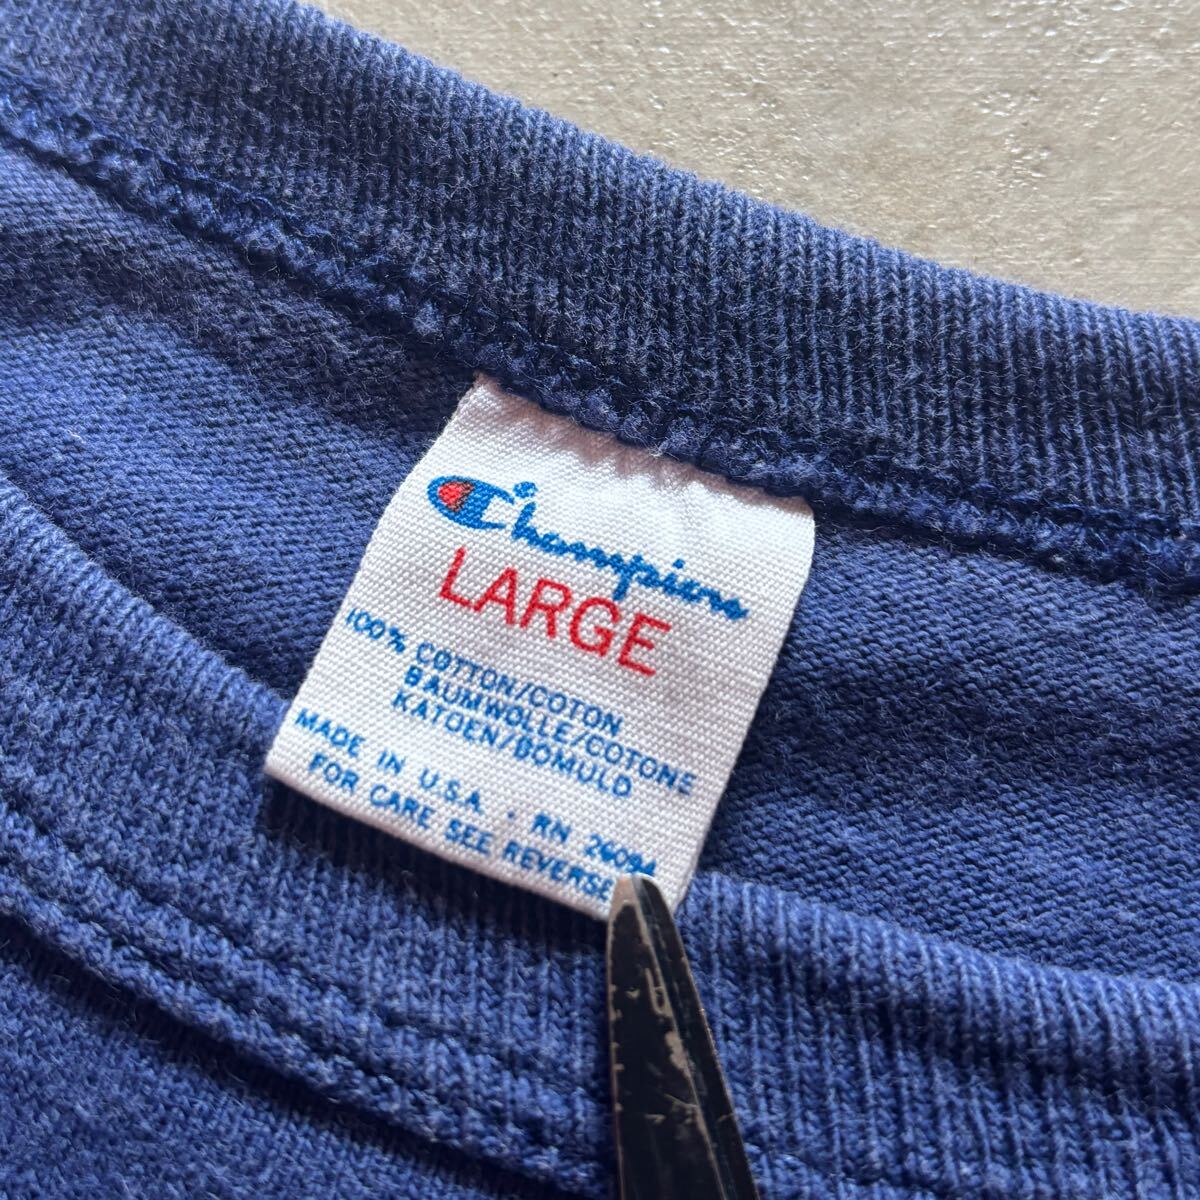 Champion
LARGE
100% COTTON/COTON
BAUMWOLLE/COTONE
KATOEN/BOMULD
MADE IN U.S.A. . RN 26094
FOR CARE SEE REVERSE